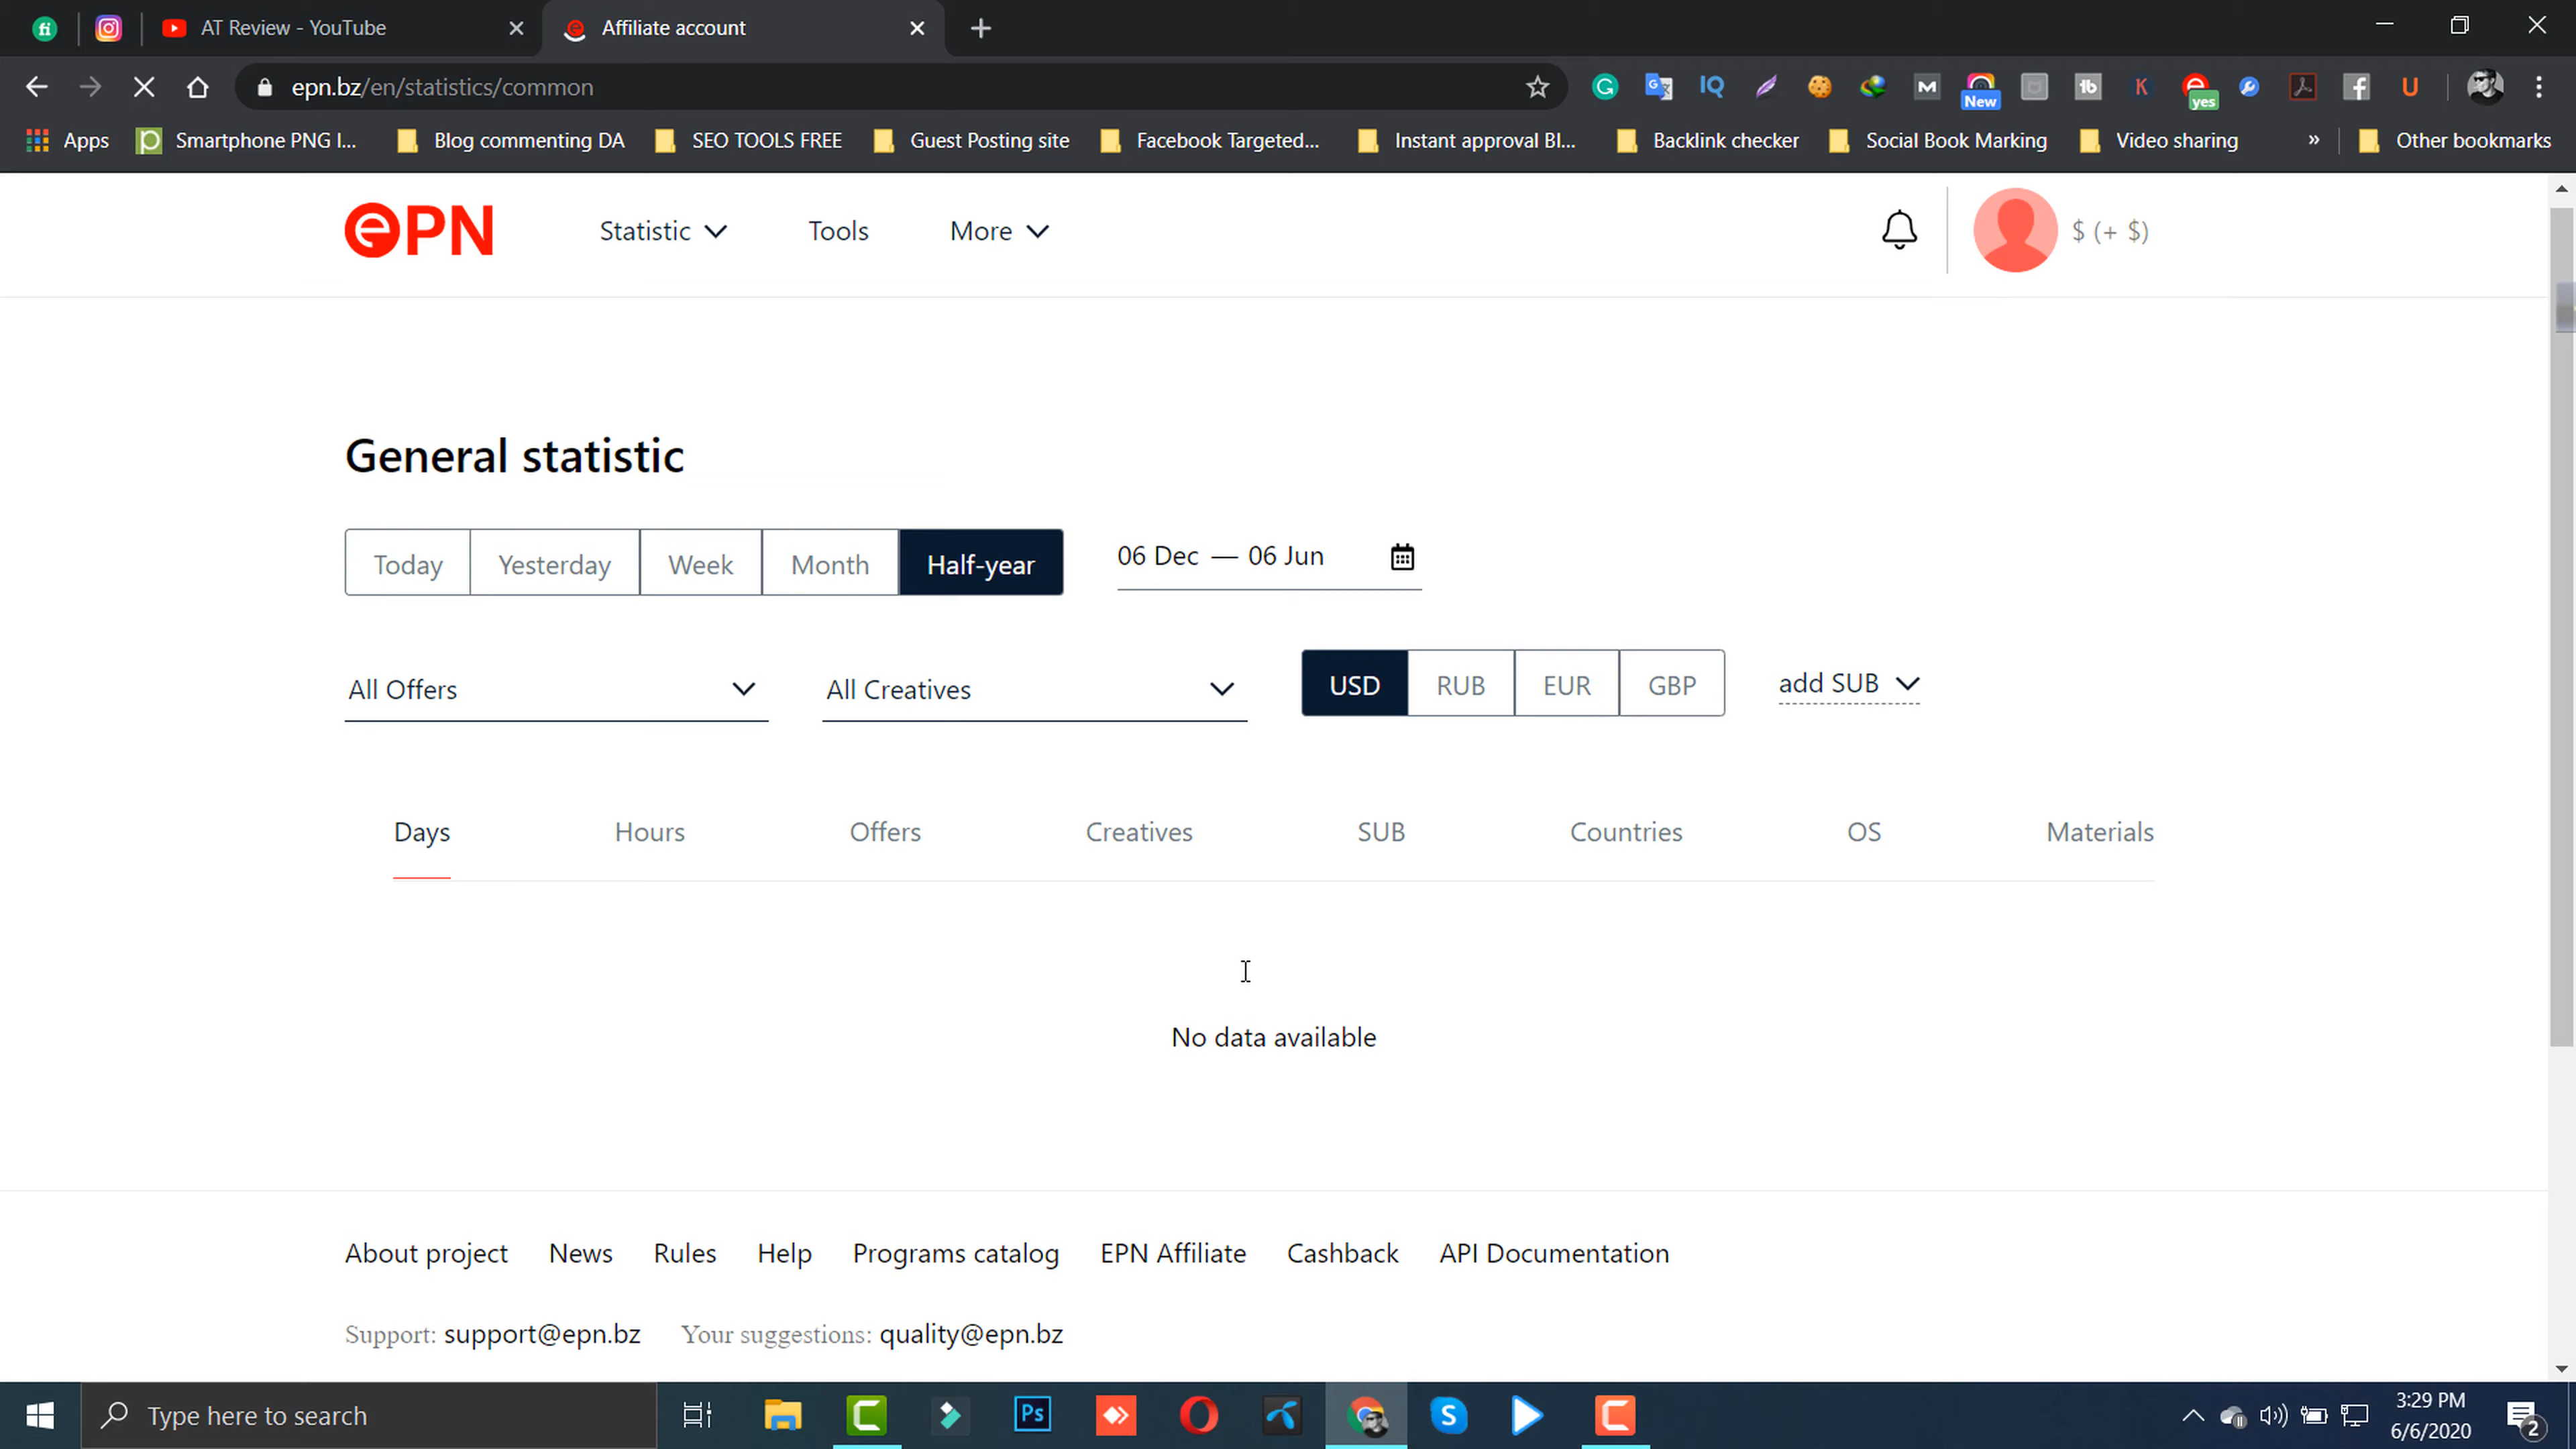 AT Review - YouTube
Affiliate account
epn.bz/en/statistics/common
New
yes
Apps
Smartphone PNG I...
Blog commenting DA
SEO TOOLS FREE
Guest Posting site
Facebook Targeted...
Instant approval Bl...
Backlink checker
Social Book Marking
Video sharing
»
Other bookmarks
ePN
Statistic
Tools
More
$ (+ $)
General statistic
Today
Yesterday
Week
Month
Half-year
06 Dec — 06 Jun
All Offers
All Creatives
USD
RUB
EUR
GBP
add SUB
Days
Hours
Offers
Creatives
SUB
Countries
OS
Materials
No data available
About project
News
Rules
Help
Programs catalog
EPN Affiliate
Cashback
API Documentation
Support: support@epn.bz
Your suggestions: quality@epn.bz
Type here to search
Ps
3:29 PM
6/6/2020
2